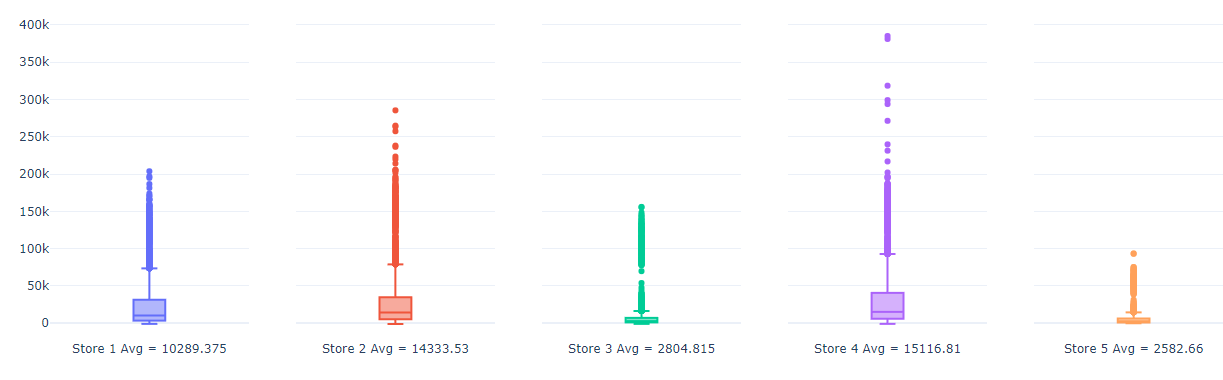 400k
350k
300k
250k
200k
150k
100k
50k
0
Store 1 Avg = 10289.375
Store 2 Avg = 14333.53
Store 3 Avg = 2804.815
Store 4 Avg = 15116.81
Store 5 Avg = 2582.66